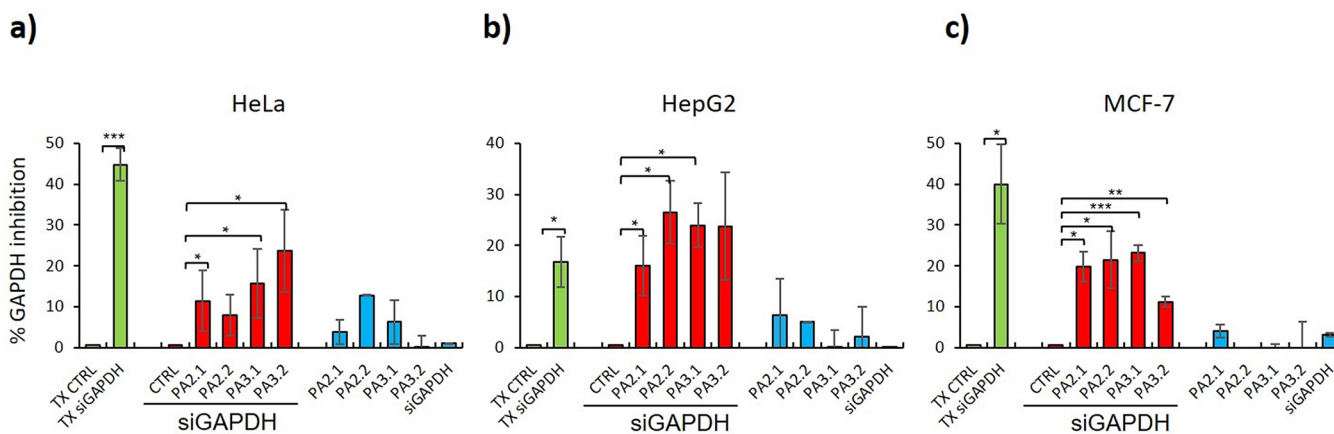 a)
HeLa
% GAPDH inhibition
50
40
30
20
10
0
***
*
*
*
TX CTRL
TX siGAPDH
CTRL
PA2.1
PA2.2
PA3.1
PA3.2
siGAPDH
PA2.1
PA2.2
PA3.1
PA3.2
siGAPDH
b)
HepG2
40
30
20
10
0
*
*
*
*
TX CTRL
TX siGAPDH
CTRL
PA2.1
PA2.2
PA3.1
PA3.2
siGAPDH
PA2.1
PA2.2
PA3.1
PA3.2
siGAPDH
c)
MCF-7
50
40
30
20
10
0
*
**
***
*
*
TX CTRL
TX siGAPDH
CTRL
PA2.1
PA2.2
PA3.1
PA3.2
siGAPDH
PA2.1
PA2.2
PA3.1
PA3.2
siGAPDH